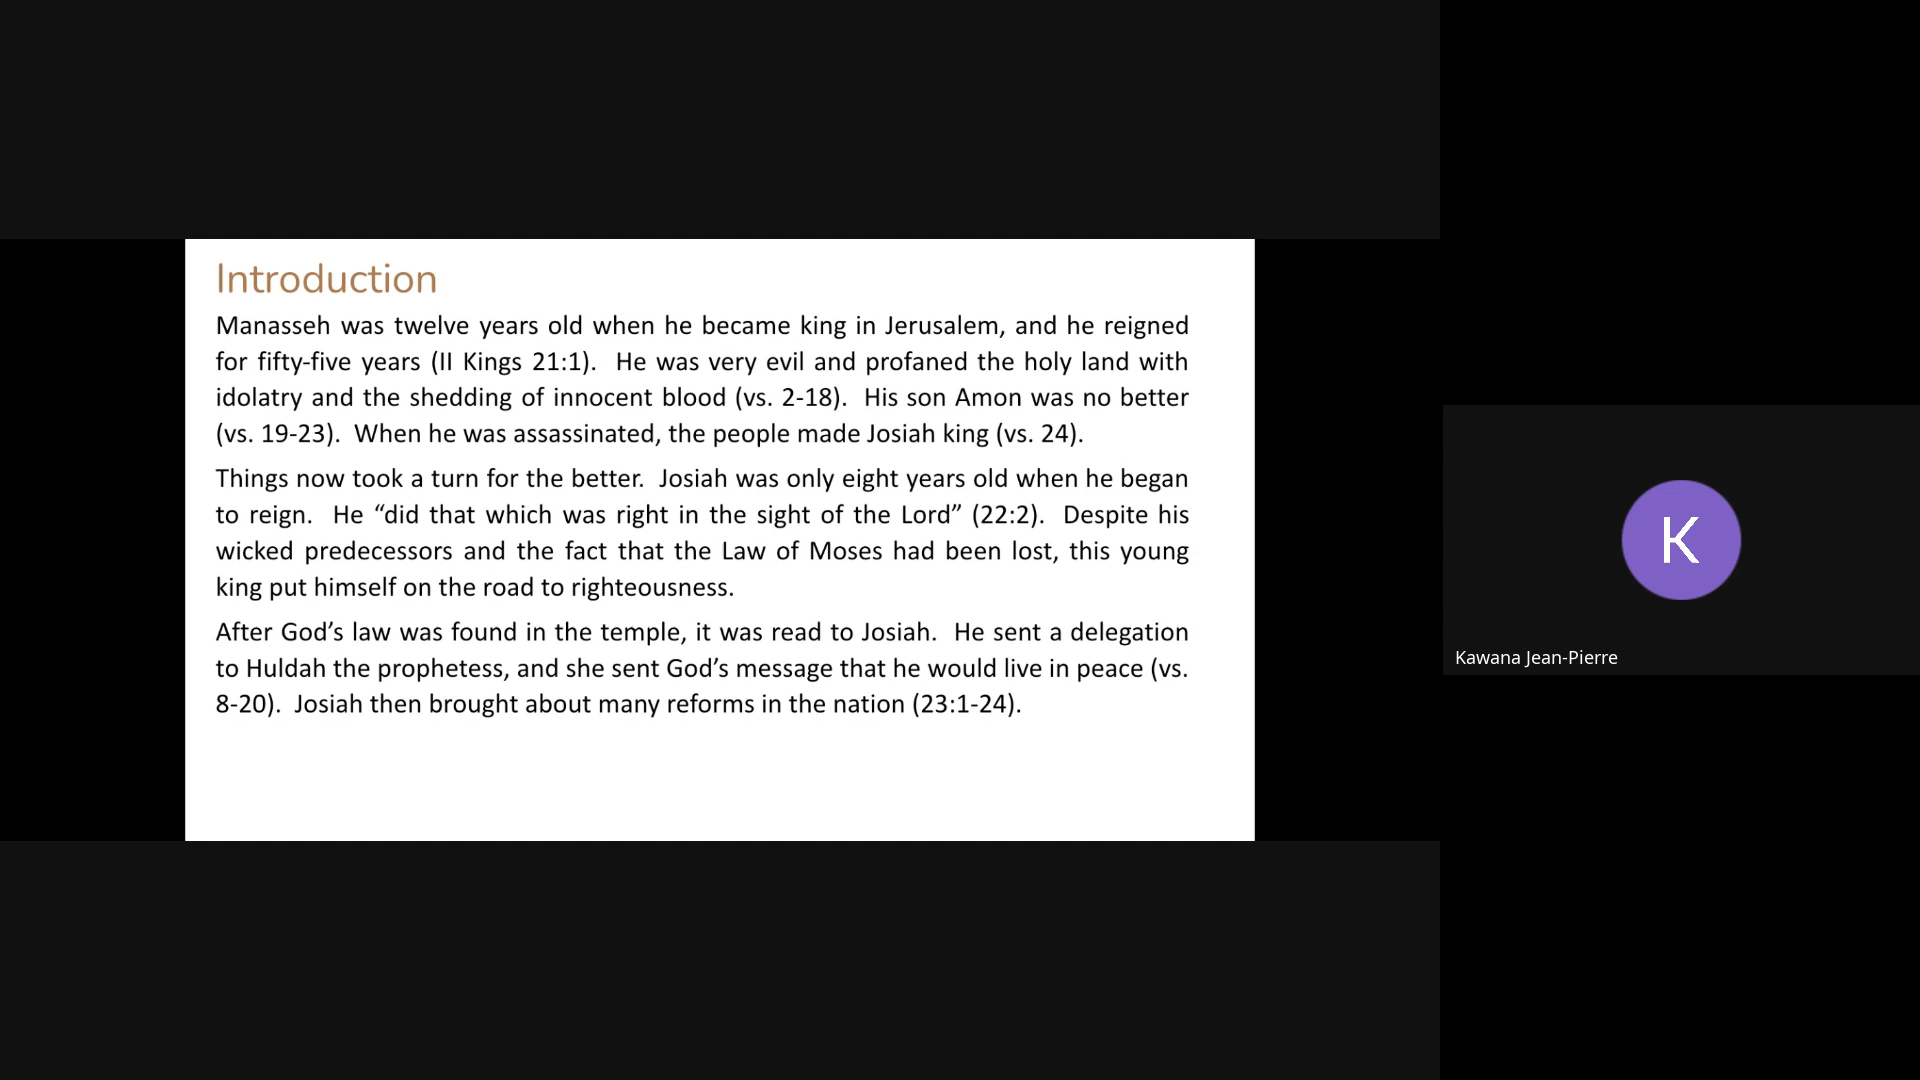 Introduction
Manasseh was twelve years old when he became king in Jerusalem, and he reigned
for fifty-five years (II Kings 21:1).  He was very evil and profaned the holy land with
idolatry and the shedding of innocent blood (vs. 2-18).  His son Amon was no better
(vs. 19-23).  When he was assassinated, the people made Josiah king (vs. 24).
Things now took a turn for the better.  Josiah was only eight years old when he began
to reign.  He “did that which was right in the sight of the Lord” (22:2).  Despite his
wicked predecessors and the fact that the Law of Moses had been lost, this young
king put himself on the road to righteousness.
After God’s law was found in the temple, it was read to Josiah.  He sent a delegation
to Huldah the prophetess, and she sent God’s message that he would live in peace (vs.
8-20).  Josiah then brought about many reforms in the nation (23:1-24).
K
Kawana Jean-Pierre